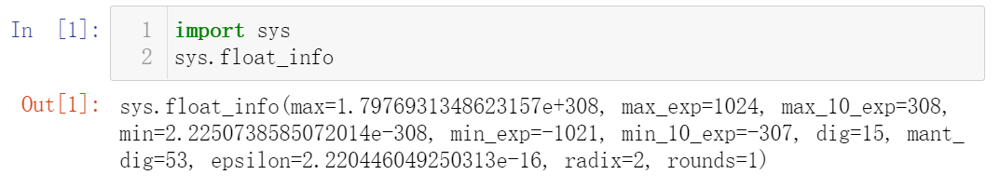 In [1]: 1 import sys
2 sys.float_info
Out[1]: sys.float_info(max=1.7976931348623157e+308, max_exp=1024, max_10_exp=308,
min=2.2250738585072014e-308, min_exp=-1021, min_10_exp=-307, dig=15, mant_
dig=53, epsilon=2.220446049250313e-16, radix=2, rounds=1)